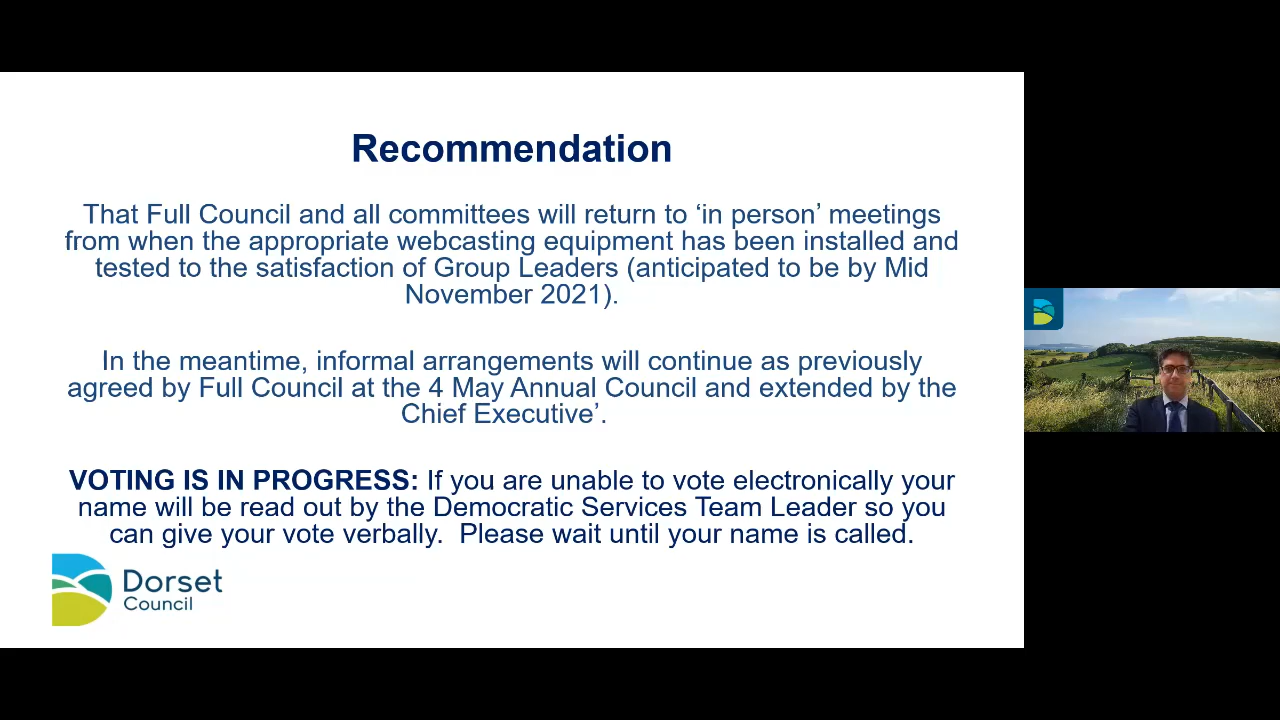 Recommendation
That Full Council and all committees will return to ‘in person’ meetings
from when the appropriate webcasting equipment has been installed and
tested to the satisfaction of Group Leaders (anticipated to be by Mid
November 2021).
In the meantime, informal arrangements will continue as previously
agreed by Full Council at the 4 May Annual Council and extended by the
Chief Executive’.
VOTING IS IN PROGRESS: If you are unable to vote electronically your
name will be read out by the Democratic Services Team Leader so you
can give your vote verbally.  Please wait until your name is called.
Dorset
Council